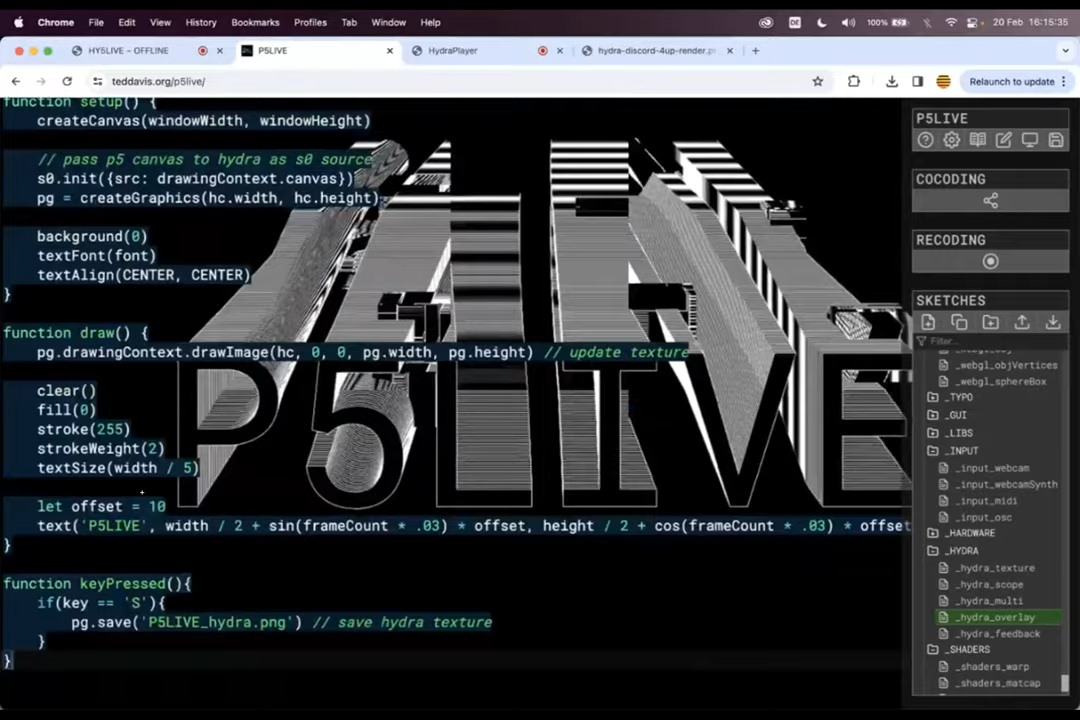 Chrome File Edit View History Bookmarks Profiles Tab Window Help DE 100% 20 Feb 16:15:35
HY5LIVE – OFFLINE P5LIVE HydraPlayer hydra-discord-4up-render.p
teddavis.org/p5live/ Relaunch to update
function setup() {
createCanvas(windowWidth, windowHeight)
// pass p5 canvas to hydra as s0 source
s0.init({src: drawingContext.canvas})
pg = createGraphics(hc.width, hc.height)
background(0)
textFont(font)
textAlign(CENTER, CENTER)
}
function draw() {
pg.drawingContext.drawImage(hc, 0, 0, pg.width, pg.height) // update texture
clear()
fill(0)
stroke(255)
strokeWeight(2)
textSize(width / 5)
let offset = 10
text('P5LIVE', width / 2 + sin(frameCount * .03) * offset, height / 2 + cos(frameCount * .03) * offset
}
function keyPressed(){
if(key == 'S'){
pg.save('P5LIVE_hydra.png') // save hydra texture
}
}
P5LIVE
P5LIVE
COCODING
RECODING
SKETCHES
Filter...
_webgl_objVertices
_webgl_sphereBox
_TYPO
_GUI
_LIBS
_INPUT
_input_webcam
_input_webcamSynth
_input_midi
_input_osc
_HARDWARE
_HYDRA
_hydra_texture
_hydra_scope
_hydra_multi
_hydra_overlay
_hydra_feedback
_SHADERS
_shaders_warp
_shaders_matcap